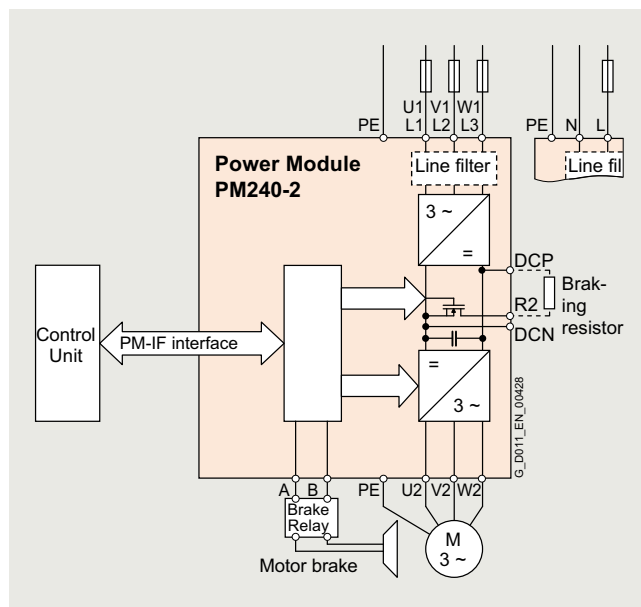 U1 V1 W1
PE L1 L2 L3
PE N L
Power Module
PM240-2
Line filter
Line fil
3 ~
=
DCP
Brak-
ing
resistor
R2
DCN
Control
Unit
PM-IF interface
=
3 ~
G_D011_EN_00428
A B PE U2 V2 W2
Brake
Relay
M
3 ~
Motor brake